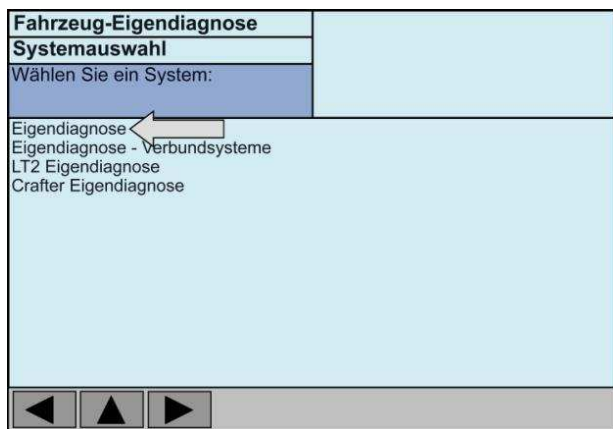 Fahrzeug-Eigendiagnose
Systemauswahl
Wählen Sie ein System:
Eigendiagnose
Eigendiagnose - Verbundsysteme
LT2 Eigendiagnose
Crafter Eigendiagnose